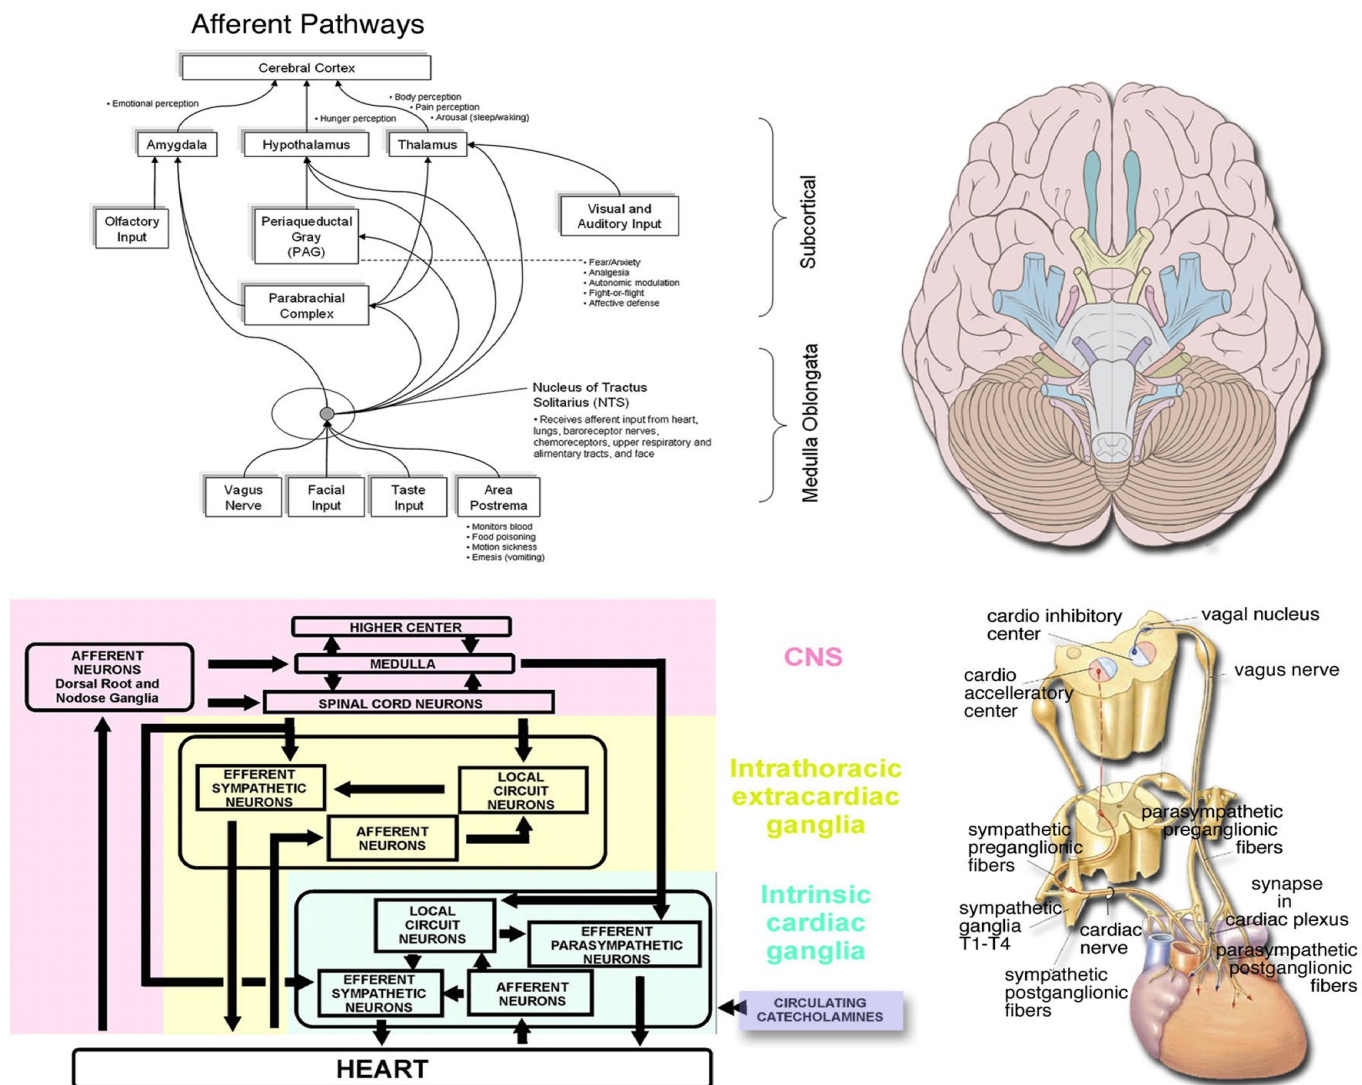 Afferent Pathways
Cerebral Cortex
• Emotional perception
• Hunger perception
• Body perception
• Pain perception
• Arousal (sleep/waking)
Amygdala
Hypothalamus
Thalamus
Olfactory
Input
Periaqueductal
Gray
(PAG)
Visual and
Auditory Input
• Fear/Anxiety
• Analgesia
• Autonomic modulation
• Fight-or-flight
• Affective defense
Parabrachial
Complex
Subcortical
Nucleus of Tractus
Solitarius (NTS)
• Receives afferent input from heart,
lungs, baroreceptor nerves,
chemoreceptors, upper respiratory and
alimentary tracts, and face
Medulla Oblongata
Vagus
Nerve
Facial
Input
Taste
Input
Area
Postrema
• Monitors blood
• Food poisoning
• Motion sickness
• Emesis (vomiting)
HIGHER CENTER
AFFERENT
NEURONS
Dorsal Root and
Nodose Ganglia
MEDULLA
SPINAL CORD NEURONS
CNS
EFFERENT
SYMPATHETIC
NEURONS
LOCAL
CIRCUIT
NEURONS
AFFERENT
NEURONS
Intrathoracic
extracardiac
ganglia
LOCAL
CIRCUIT
NEURONS
EFFERENT
PARASYMPATHETIC
NEURONS
EFFERENT
SYMPATHETIC
NEURONS
AFFERENT
NEURONS
Intrinsic
cardiac
ganglia
CIRCULATING
CATECHOLAMINES
HEART
cardio inhibitory
center
vagal nucleus
cardio
accelleratory
center
vagus nerve
sympathetic
preganglionic
fibers
parasympathetic
preganglionic
fibers
sympathetic
ganglia
T1-T4
cardiac
nerve
synapse
in
cardiac plexus
sympathetic
postganglionic
fibers
parasympathetic
postganglionic
fibers